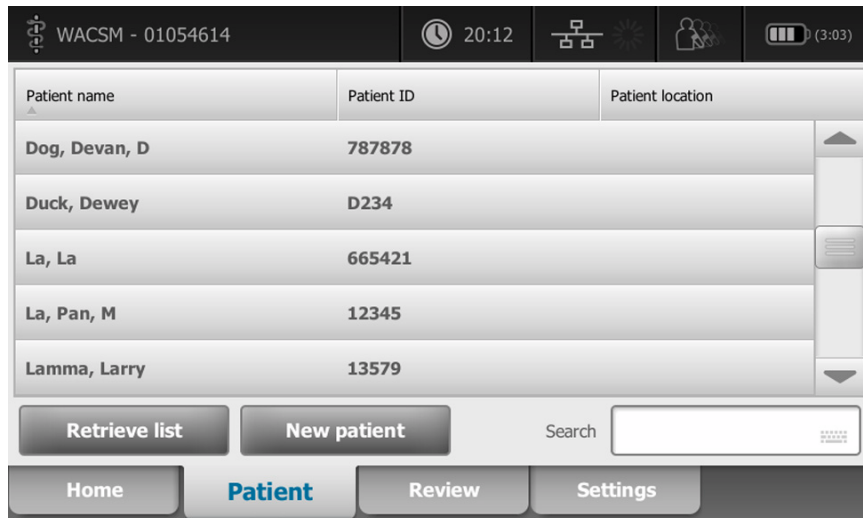 WACSM - 01054614 20:12 (3:03)
Patient name Patient ID Patient location
Dog, Devan, D 787878
Duck, Dewey D234
La, La 665421
La, Pan, M 12345
Lamma, Larry 13579
Retrieve list New patient Search
Home Patient Review Settings